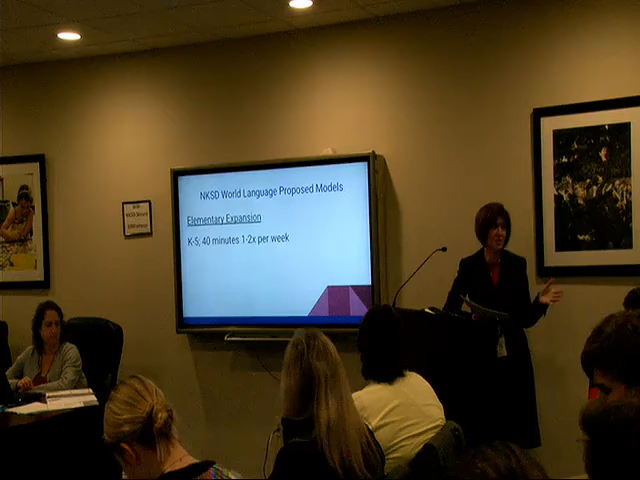 NKSD World Language Proposed Models
Elementary Expansion
K-5; 40 minutes 1-2x per week